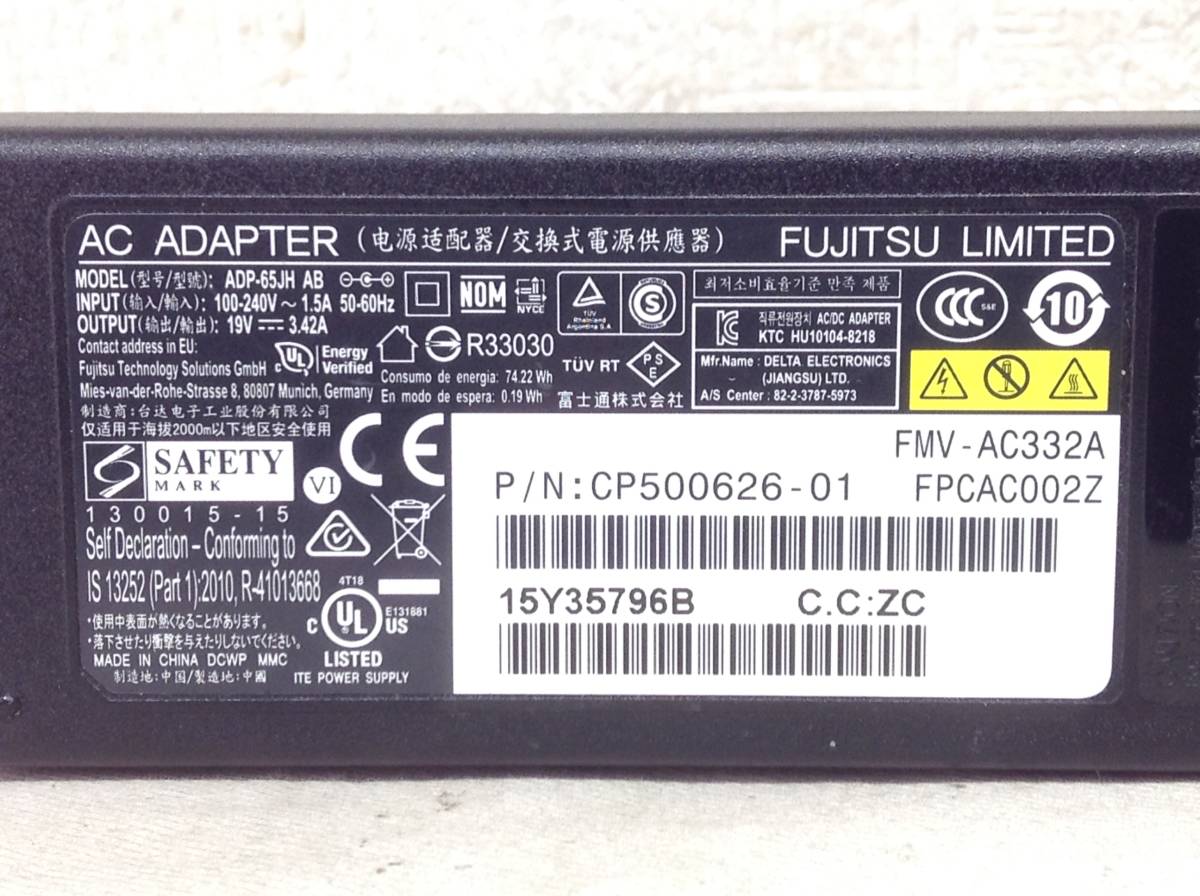 AC ADAPTER (电源适配器/交換式電源供應器) FUJITSU LIMITED
MODEL(型号/型號): ADP-65JH AB
INPUT(输入/輸入): 100-240V～1.5A 50-60Hz
OUTPUT(输出/輸出): 19V 3.42A
Contact address in EU:
Fujitsu Technology Solutions GmbH
Mies-van-der-Rohe-Strasse 8, 80807 Munich, Germany
制造商:台达电子工业股份有限公司
仅适用于海拔2000m以下地区安全使用
UL Energy Verified
NOM
NYCE
R33030
Consumo de energia: 74.22 Wh
En modo de espera: 0.19 Wh
TÜV
Rheinland
Argentina S.A.
S
TÜV RT
PSE
富士通株式会社
최저소비효율기준 만족 제품
KC
직류전원장치 AC/DC ADAPTER
KTC HU10104-8218
Mfr.Name : DELTA ELECTRONICS
(JIANGSU) LTD.
A/S Center : 82-2-3787-5973
CCC S&E
10
SAFETY
MARK
VI
CE
130015-15
Self Declaration – Conforming to
IS 13252 (Part 1):2010, R-41013668
・使用中表面が熱くなることがあります。
・落下させたり衝撃を与えたりしないでください。
MADE IN CHINA DCWP MMC
制造地:中国/製造地:中國
4T18
c UL US
E131881
LISTED
ITE POWER SUPPLY
FMV-AC332A
P/N:CP500626-01 FPCAC002Z
15Y35796B C.C:ZC